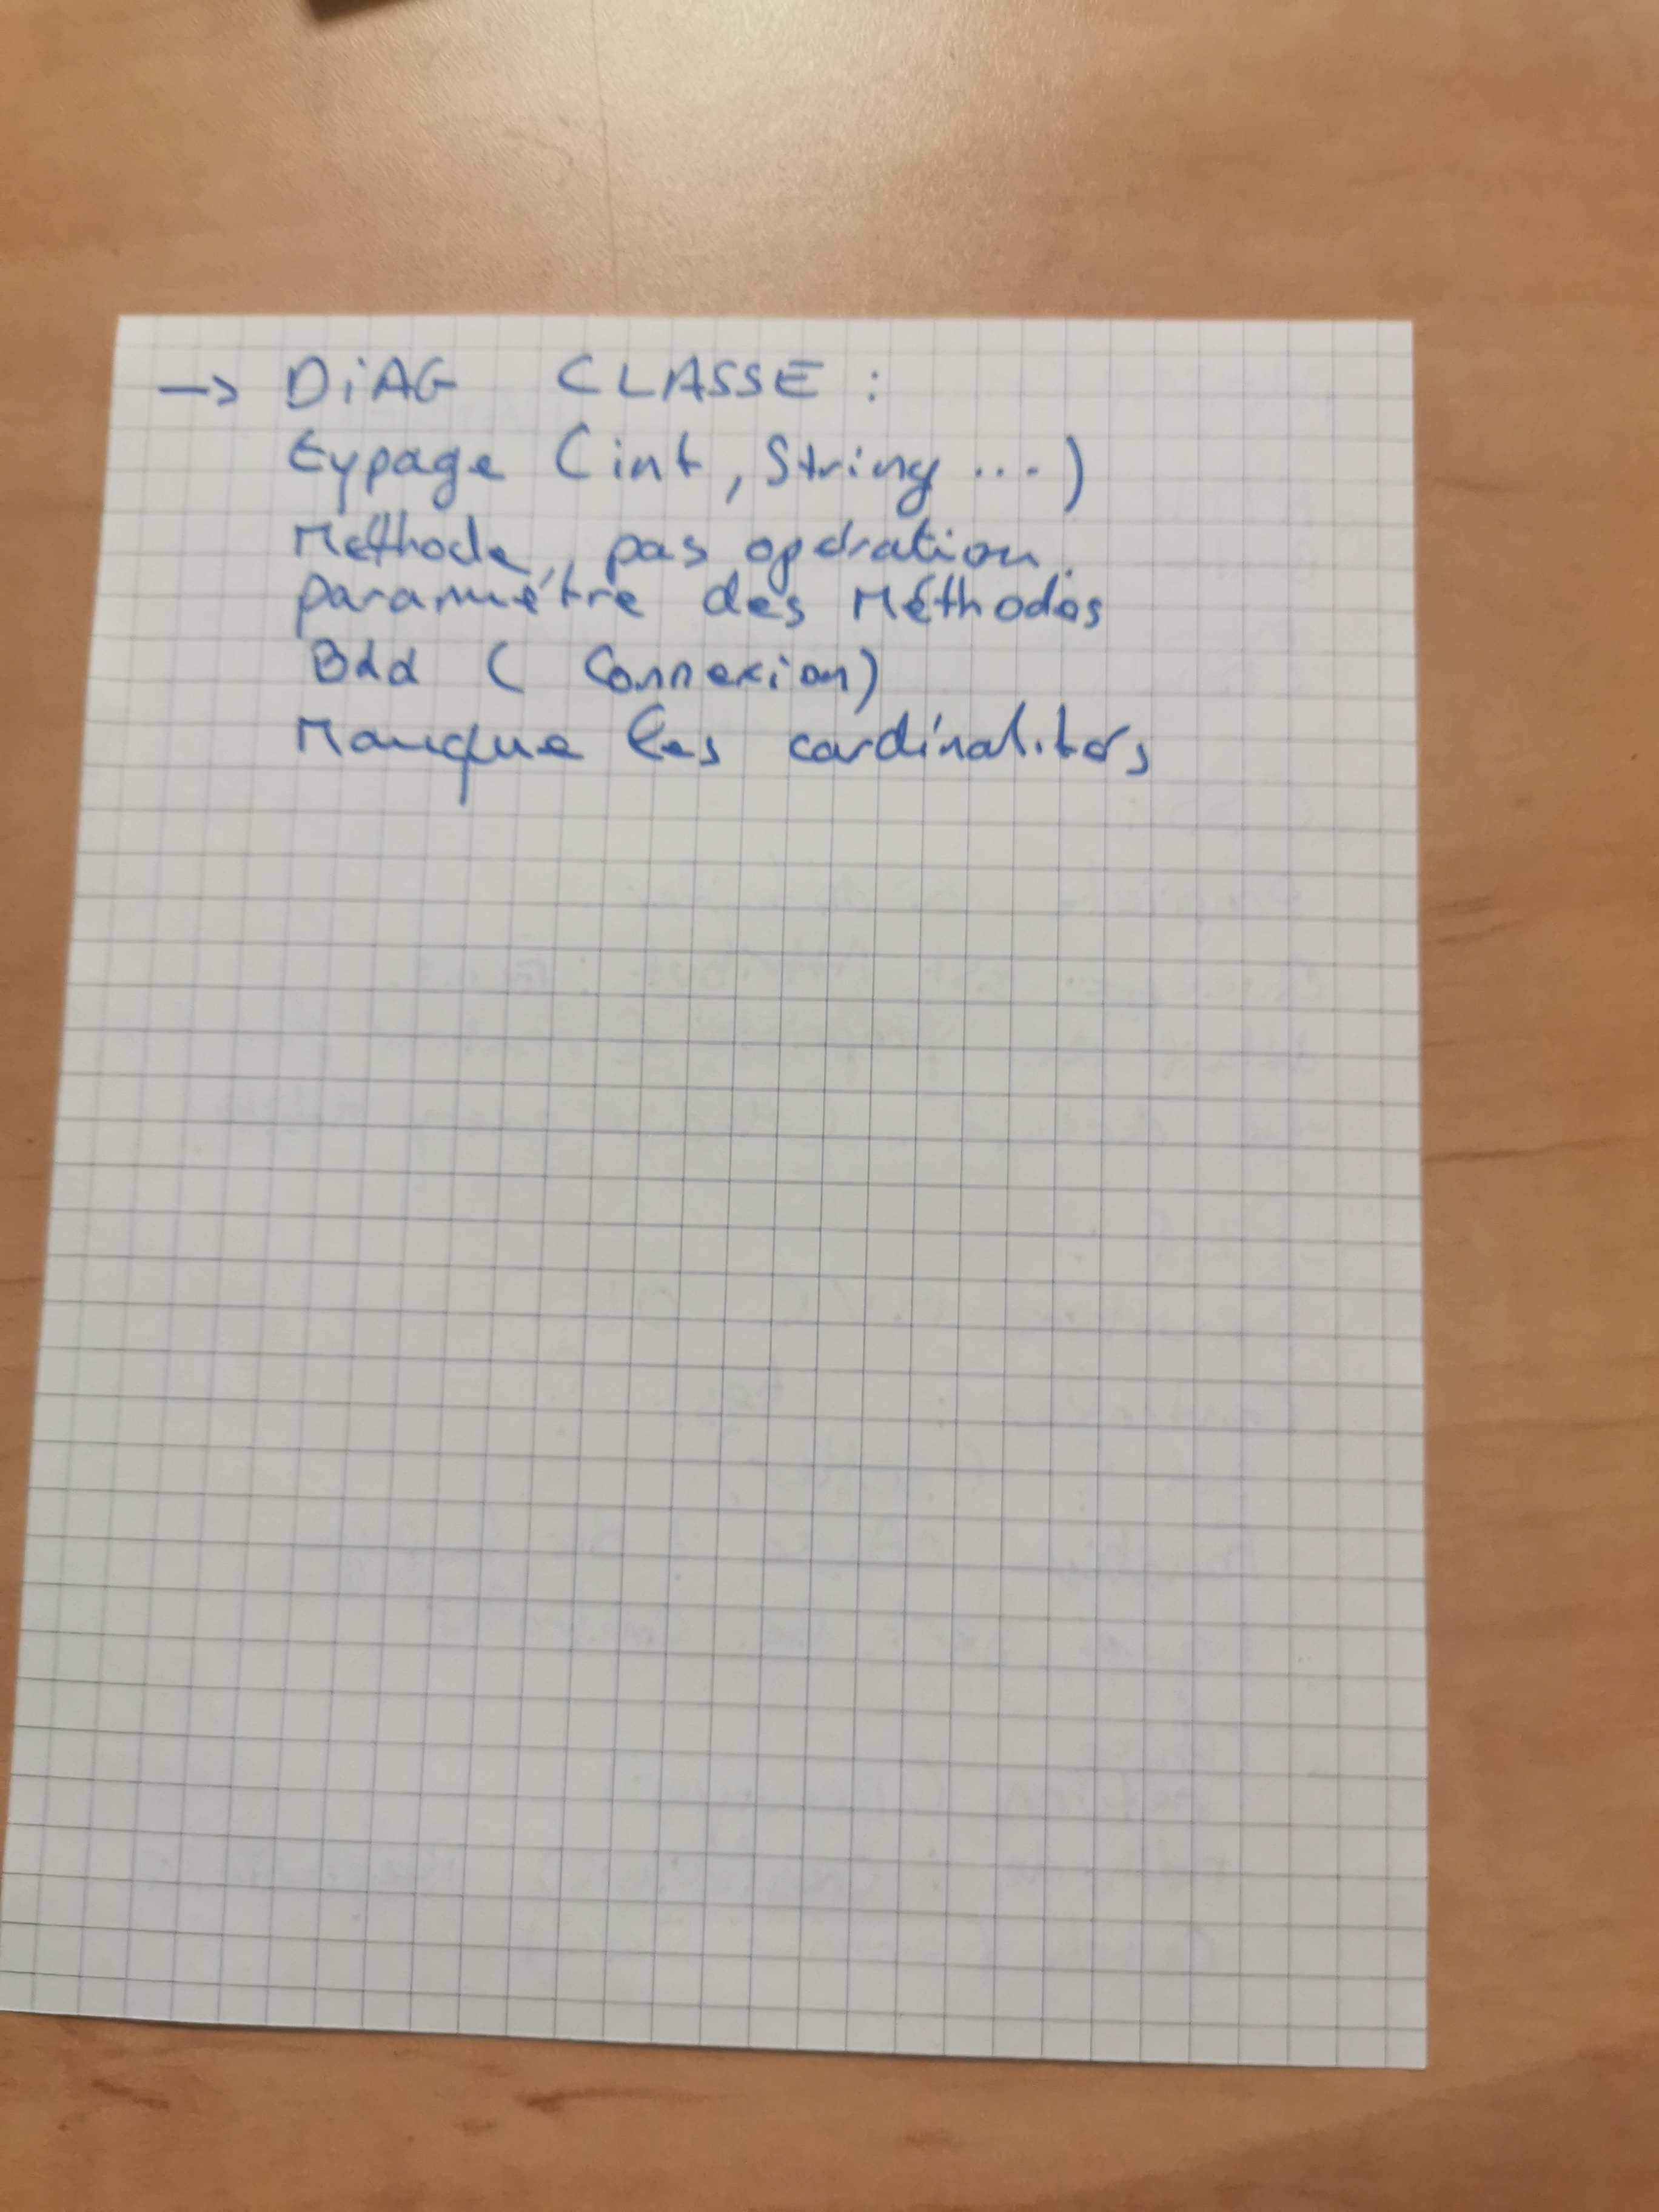 -> DiAG CLASSE :
typage (int, String ...)
Méthode, pas opération.
paramètre des Méthodes
Bdd ( Connexion)
Manque les cardinalités